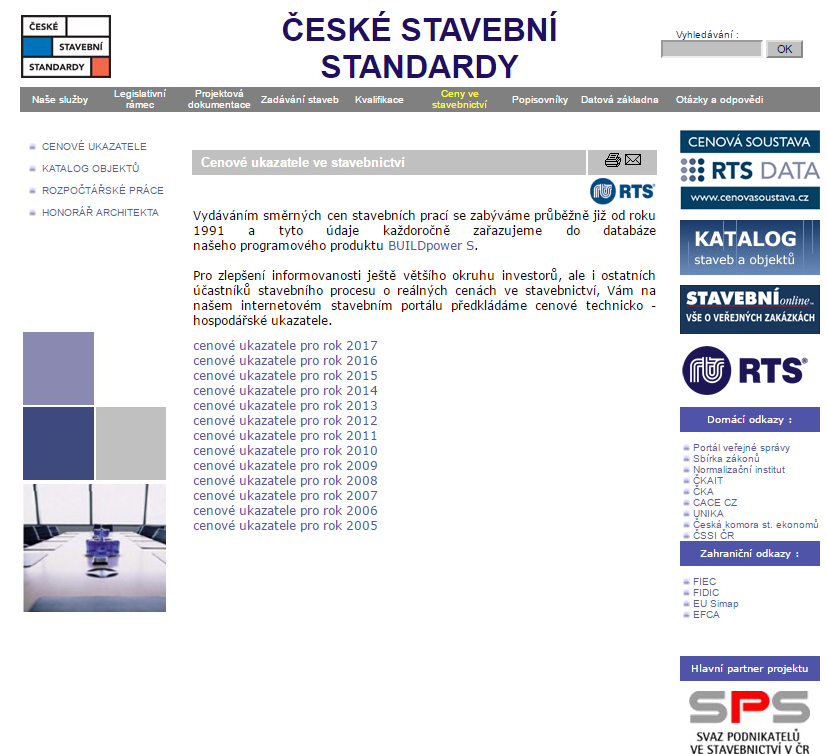 ČESKÉ
STAVEBNÍ
STANDARDY
ČESKÉ STAVEBNÍ
STANDARDY
Vyhledávání :
OK
Naše služby
Legislativní
rámec
Projektová
dokumentace
Zadávání staveb
Kvalifikace
Ceny ve
stavebnictví
Popisovníky
Datová základna
Otázky a odpovědi
CENOVÉ UKAZATELE
KATALOG OBJEKTŮ
ROZPOČTÁŘSKÉ PRÁCE
HONORÁŘ ARCHITEKTA
Cenové ukazatele ve stavebnictví
RTS
Vydáváním směrných cen stavebních prací se zabýváme průběžně již od roku
1991 a tyto údaje každoročně zařazujeme do databáze
našeho programového produktu BUILDpower S.
Pro zlepšení informovanosti ještě většího okruhu investorů, ale i ostatních
účastníků stavebního procesu o reálných cenách ve stavebnictví, Vám na
našem internetovém stavebním portálu předkládáme cenové technicko -
hospodářské ukazatele.
cenové ukazatele pro rok 2017
cenové ukazatele pro rok 2016
cenové ukazatele pro rok 2015
cenové ukazatele pro rok 2014
cenové ukazatele pro rok 2013
cenové ukazatele pro rok 2012
cenové ukazatele pro rok 2011
cenové ukazatele pro rok 2010
cenové ukazatele pro rok 2009
cenové ukazatele pro rok 2008
cenové ukazatele pro rok 2007
cenové ukazatele pro rok 2006
cenové ukazatele pro rok 2005
CENOVÁ SOUSTAVA
RTS DATA
www.cenovasoustava.cz
KATALOG
staveb a objektů
STAVEBNÍonline
VŠE O VEŘEJNÝCH ZAKÁZKÁCH
RTS
Domácí odkazy :
Portál veřejné správy
Sbírka zákonů
Normalizační institut
ČKAIT
ČKA
CACE CZ
UNIKA
Česká komora st. ekonomů
ČSSI ČR
Zahraniční odkazy :
FIEC
FIDIC
EU Simap
EFCA
Hlavní partner projektu
SPS
SVAZ PODNIKATELŮ
VE STAVEBNICTVÍ V ČR